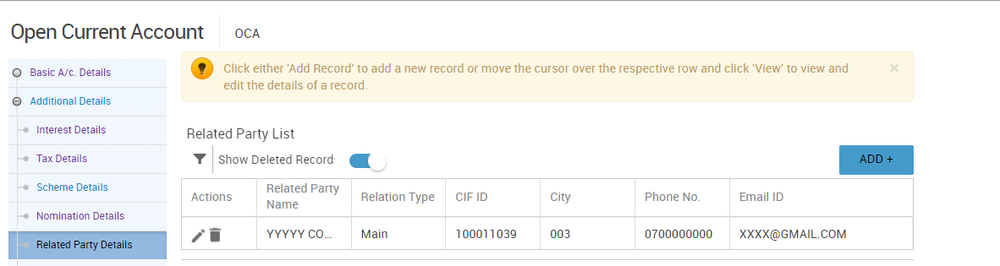 Open Current Account
OCA
Basic A/c. Details
Additional Details
Interest Details
Tax Details
Scheme Details
Nomination Details
Related Party Details
Click either 'Add Record' to add a new record or move the cursor over the respective row and click 'View' to view and
edit the details of a record.
×
Related Party List
Show Deleted Records
ADD +
Actions
Related Party
Name
Relation Type
CIF ID
City
Phone No.
Email ID
YYYYY CO...
Main
100011039
003
0700000000
XXXX@GMAIL.COM